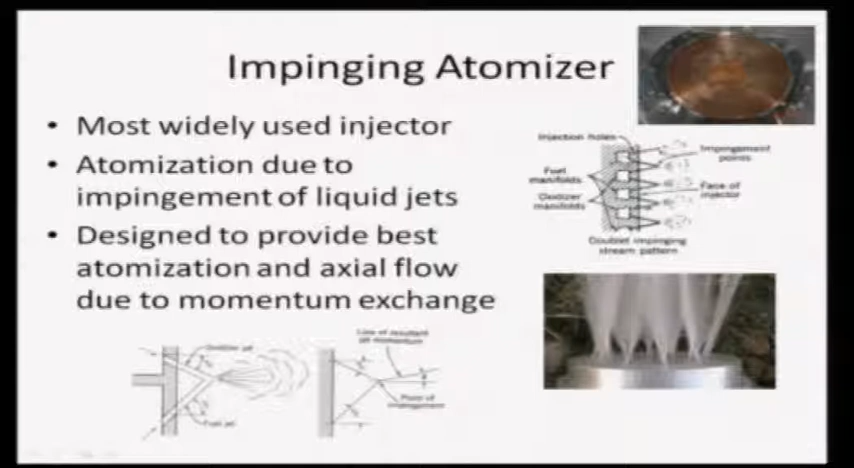 Impinging Atomizer
• Most widely used injector
• Atomization due to
impingement of liquid jets
• Designed to provide best
atomization and axial flow
due to momentum exchange
Injection holes
Impingement
points
Fuel
manifolds
Oxidizer
manifolds
Face of
injector
Doublet impinging
stream pattern
Oxidizer jet
Fuel jet
Line of resultant
jet momentum
Point of
impingement